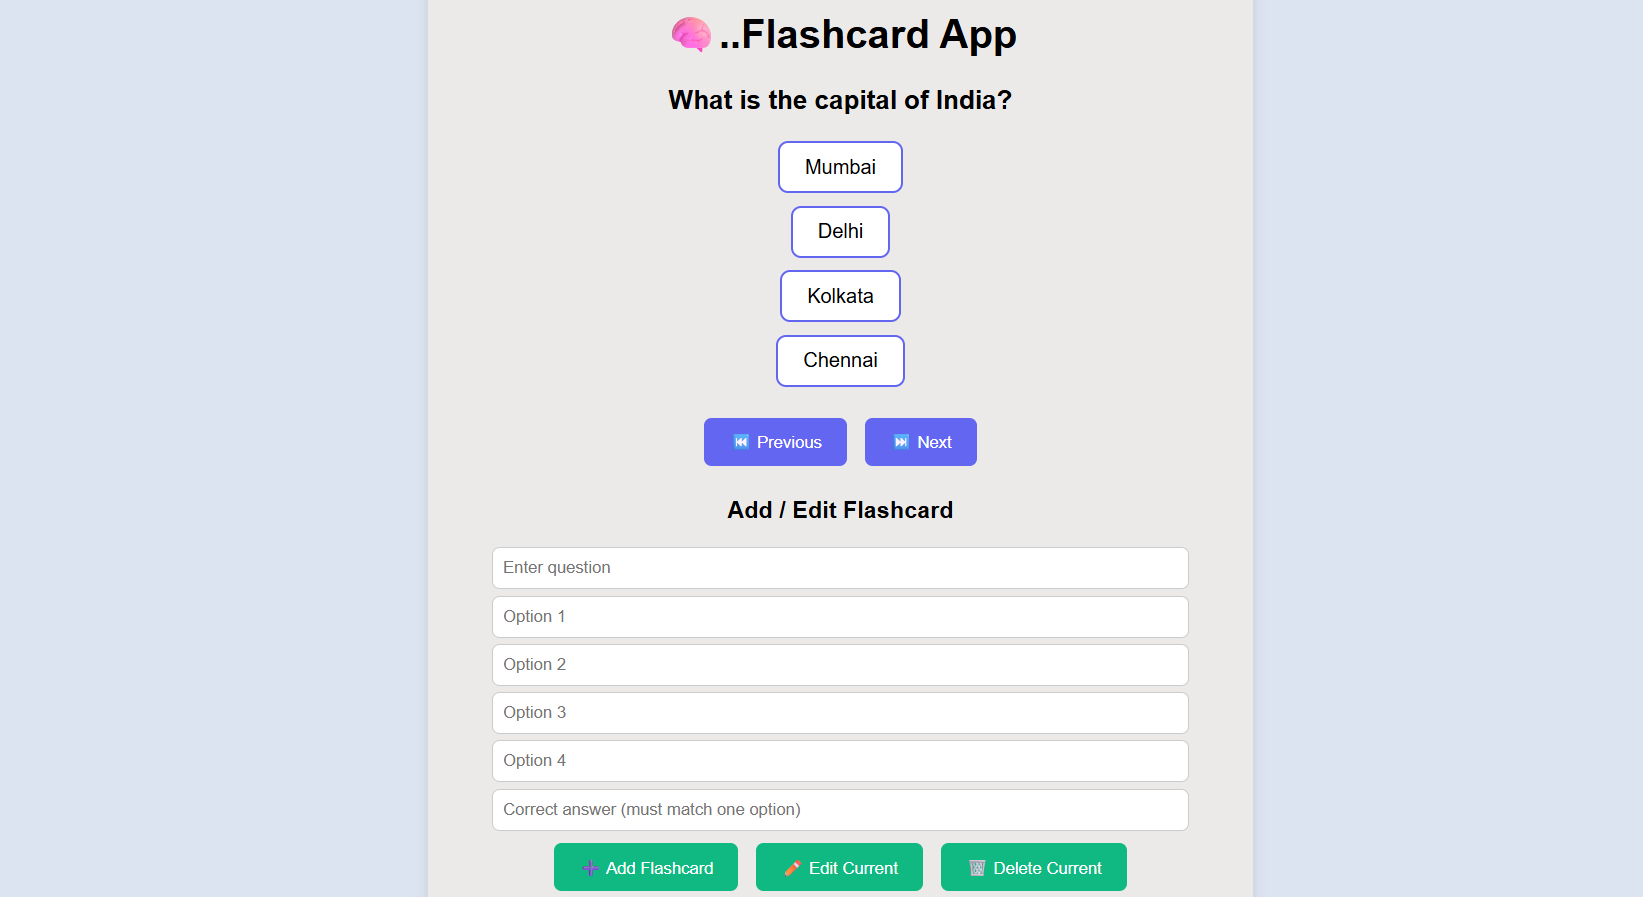 🧠 ..Flashcard App
What is the capital of India?
Mumbai
Delhi
Kolkata
Chennai
⏮️ Previous ⏭️ Next
Add / Edit Flashcard
Enter question
Option 1
Option 2
Option 3
Option 4
Correct answer (must match one option)
➕ Add Flashcard ✏️ Edit Current 🗑️ Delete Current